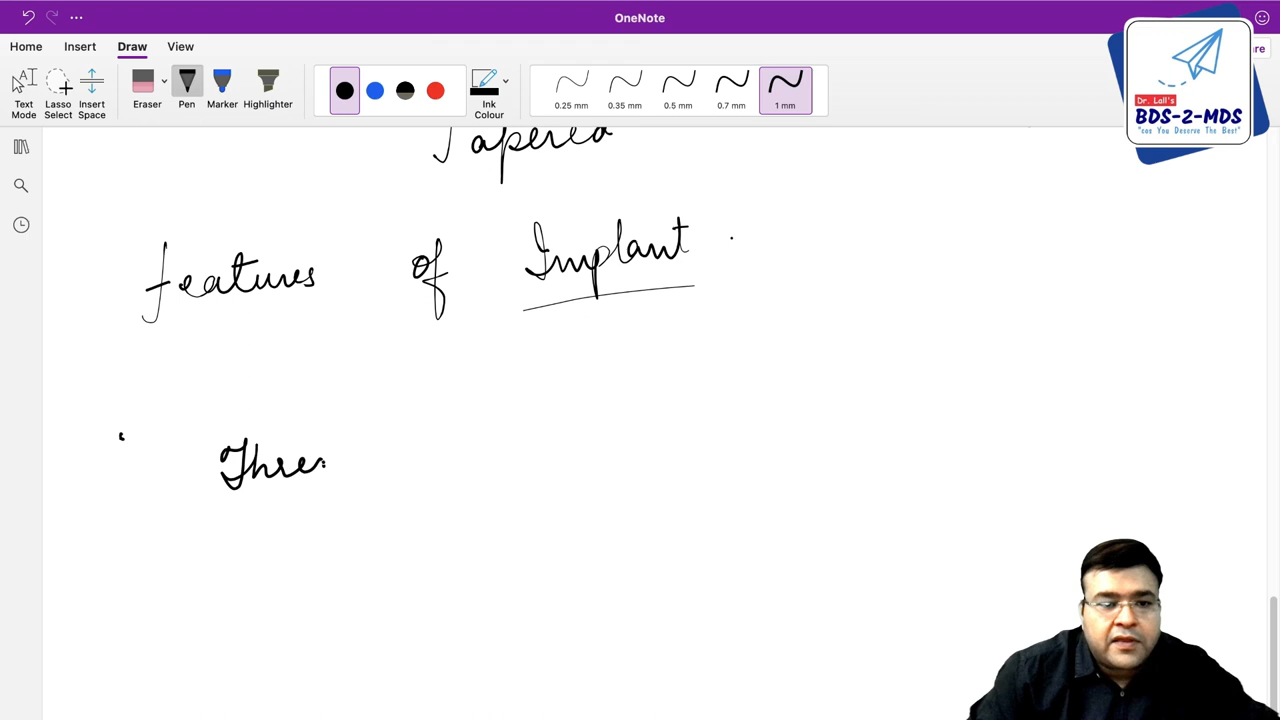 OneNote
Home Insert Draw View
Text Mode
Lasso Select
Insert Space
Eraser
Pen
Marker
Highlighter
Ink Colour
0.25 mm
0.35 mm
0.5 mm
0.7 mm
1 mm
Dr. Lall's
BDS-2-MDS
"cos You Deserve The Best"
Tapered
features of Implant
Thre